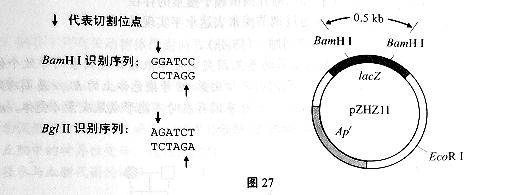 ↓ 代表切割位点
BamH I 识别序列: GGATCC
CCTAGG
Bgl II 识别序列: AGATCT
TCTAGA
0.5 kb
BamH I BamH I
lacZ
pZHZ11
Apʳ
EcoR I
图 27